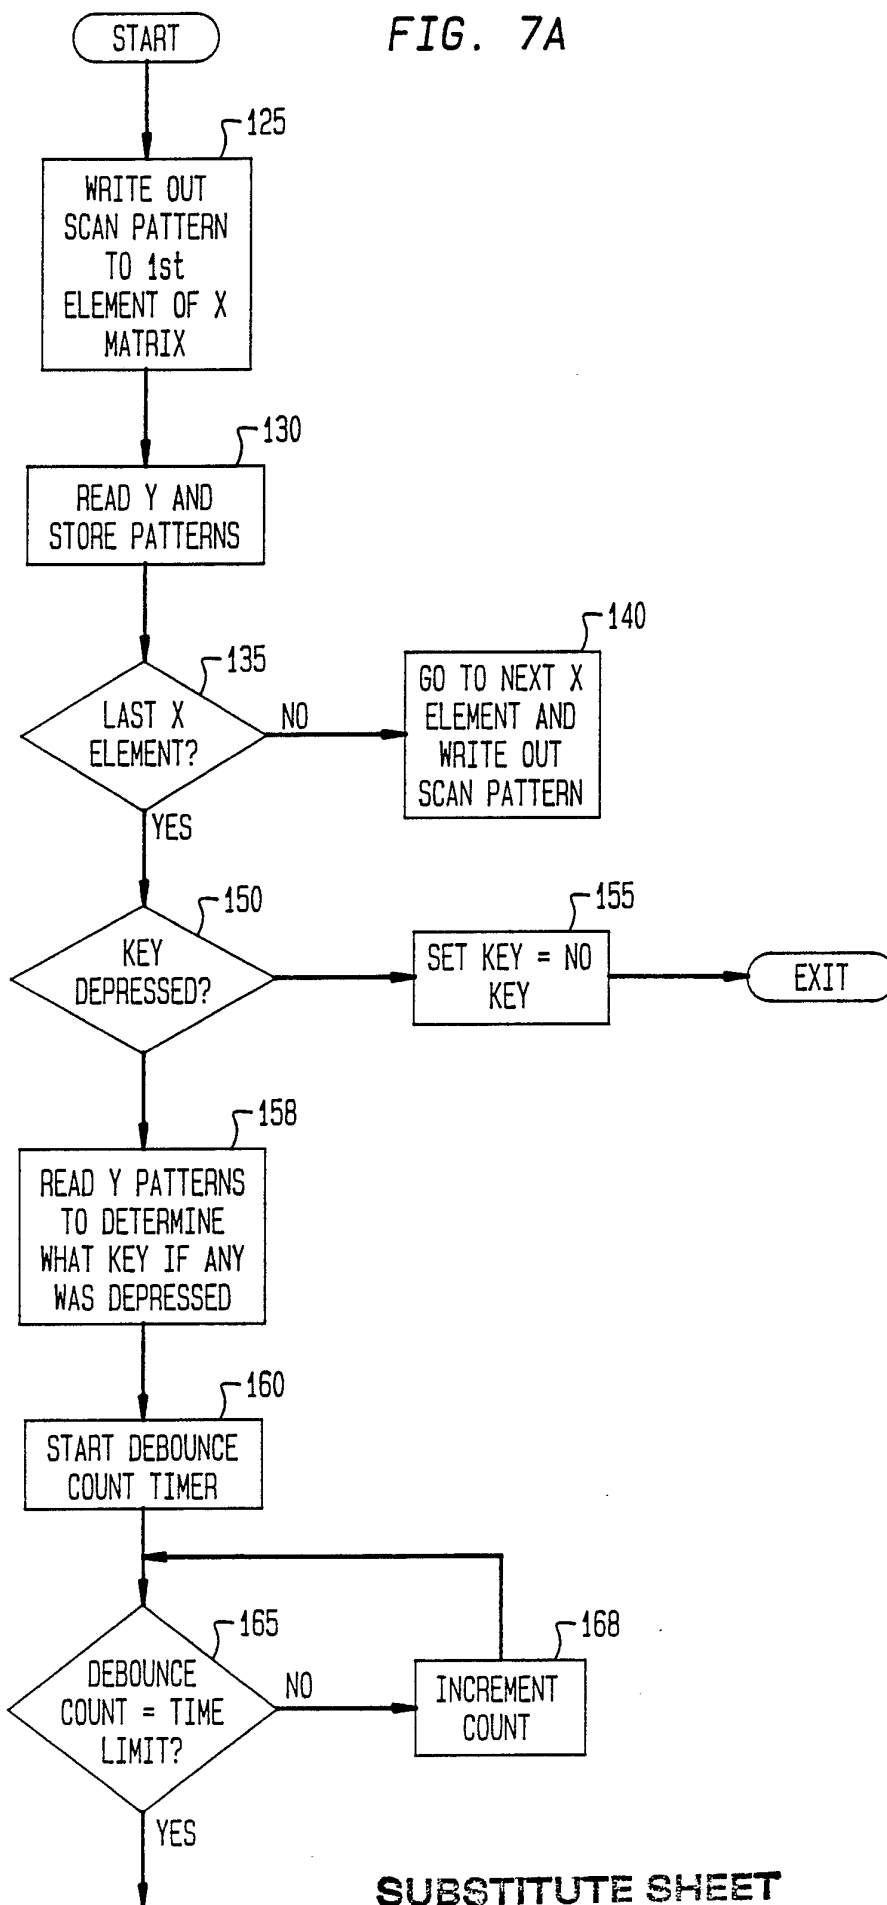 FIG. 7A
START
125
WRITE OUT
SCAN PATTERN
TO 1st
ELEMENT OF X
MATRIX
130
READ Y AND
STORE PATTERNS
135
LAST X
ELEMENT?
NO
140
GO TO NEXT X
ELEMENT AND
WRITE OUT
SCAN PATTERN
YES
150
KEY
DEPRESSED?
155
SET KEY = NO
KEY
EXIT
158
READ Y PATTERNS
TO DETERMINE
WHAT KEY IF ANY
WAS DEPRESSED
160
START DEBOUNCE
COUNT TIMER
165
DEBOUNCE
COUNT = TIME
LIMIT?
NO
168
INCREMENT
COUNT
YES
SUBSTITUTE SHEET